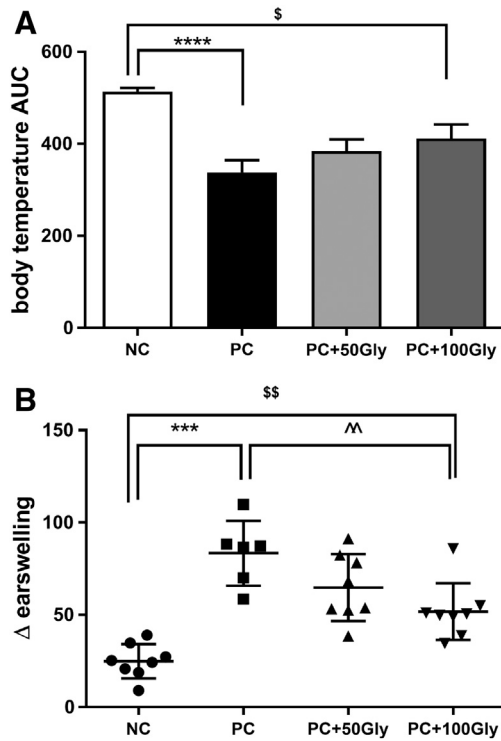 A
$
****
body temperature AUC
600
400
200
0
NC PC PC+50Gly PC+100Gly
B
$$
*** ^^
Δ earswelling
150
100
50
0
NC PC PC+50Gly PC+100Gly